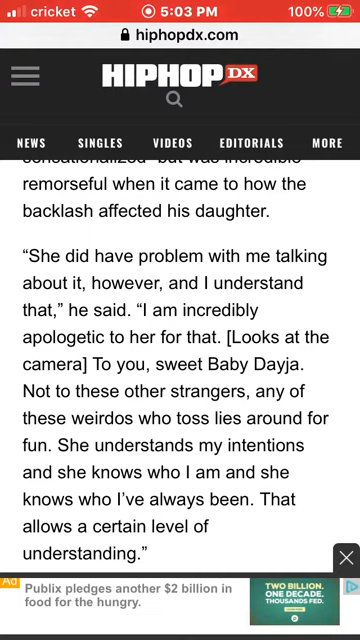 cricket 5:03 PM 100%
hiphopdx.com
HIPHOP DX
NEWS SINGLES VIDEOS EDITORIALS MORE
sensationalized" but was incredible
remorseful when it came to how the
backlash affected his daughter.
“She did have problem with me talking
about it, however, and I understand
that,” he said. “I am incredibly
apologetic to her for that. [Looks at the
camera] To you, sweet Baby Dayja.
Not to these other strangers, any of
these weirdos who toss lies around for
fun. She understands my intentions
and she knows who I am and she
knows who I’ve always been. That
allows a certain level of
understanding.”
Ad
Publix pledges another $2 billion in
food for the hungry.
TWO BILLION.
ONE DECADE.
THOUSANDS FED.